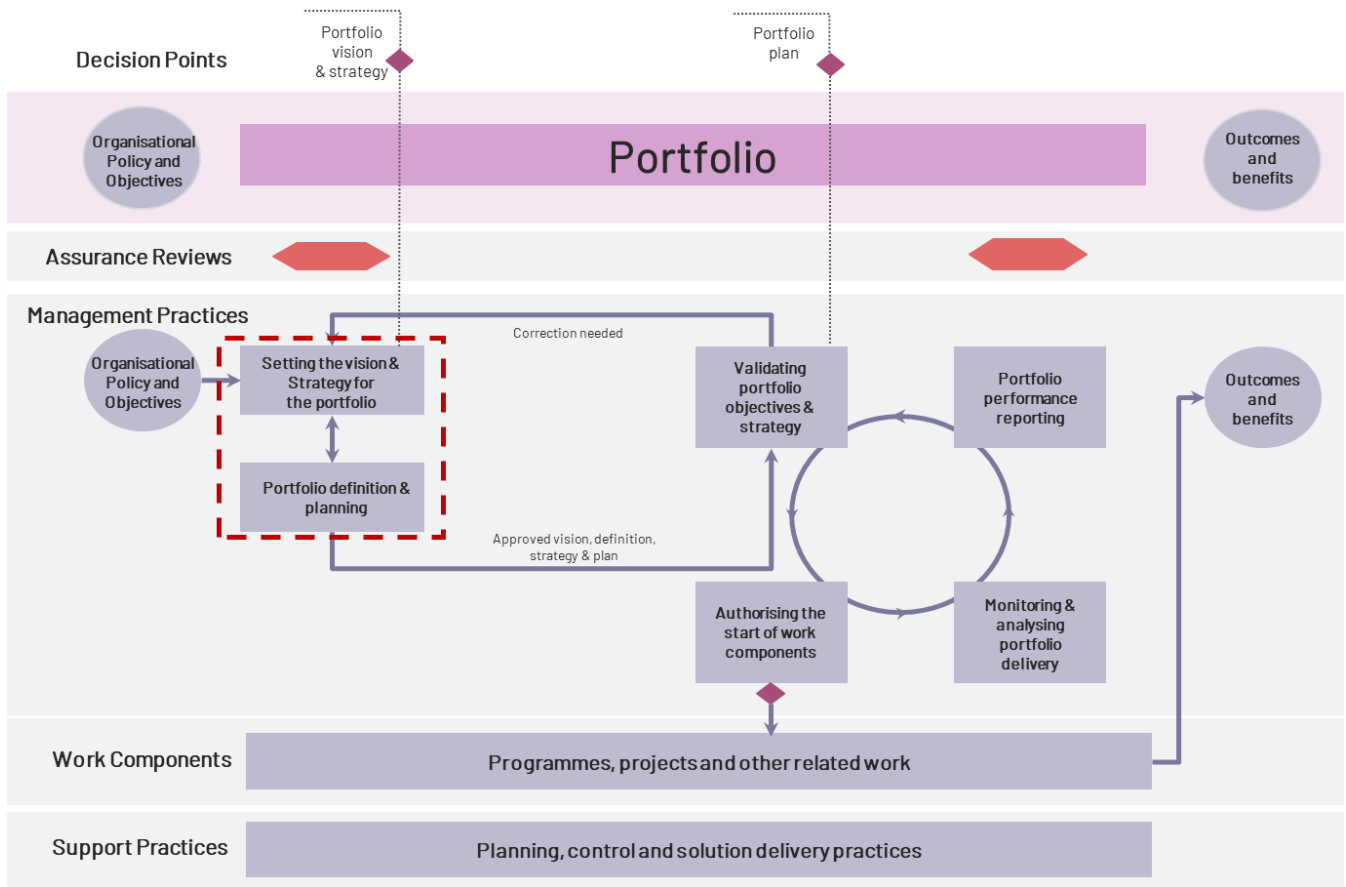 Portfolio
vision
& strategy
Portfolio
plan
Decision Points
Organisational
Policy and
Objectives
Portfolio
Outcomes
and
benefits
Assurance Reviews
Management Practices
Organisational
Policy and
Objectives
Setting the vision &
Strategy for
the portfolio
Correction needed
Validating
portfolio
objectives &
strategy
Portfolio
performance
reporting
Outcomes
and
benefits
Portfolio definition &
planning
Approved vision, definition,
strategy & plan
Authorising the
start of work
components
Monitoring &
analysing
portfolio
delivery
Work Components
Programmes, projects and other related work
Support Practices
Planning, control and solution delivery practices